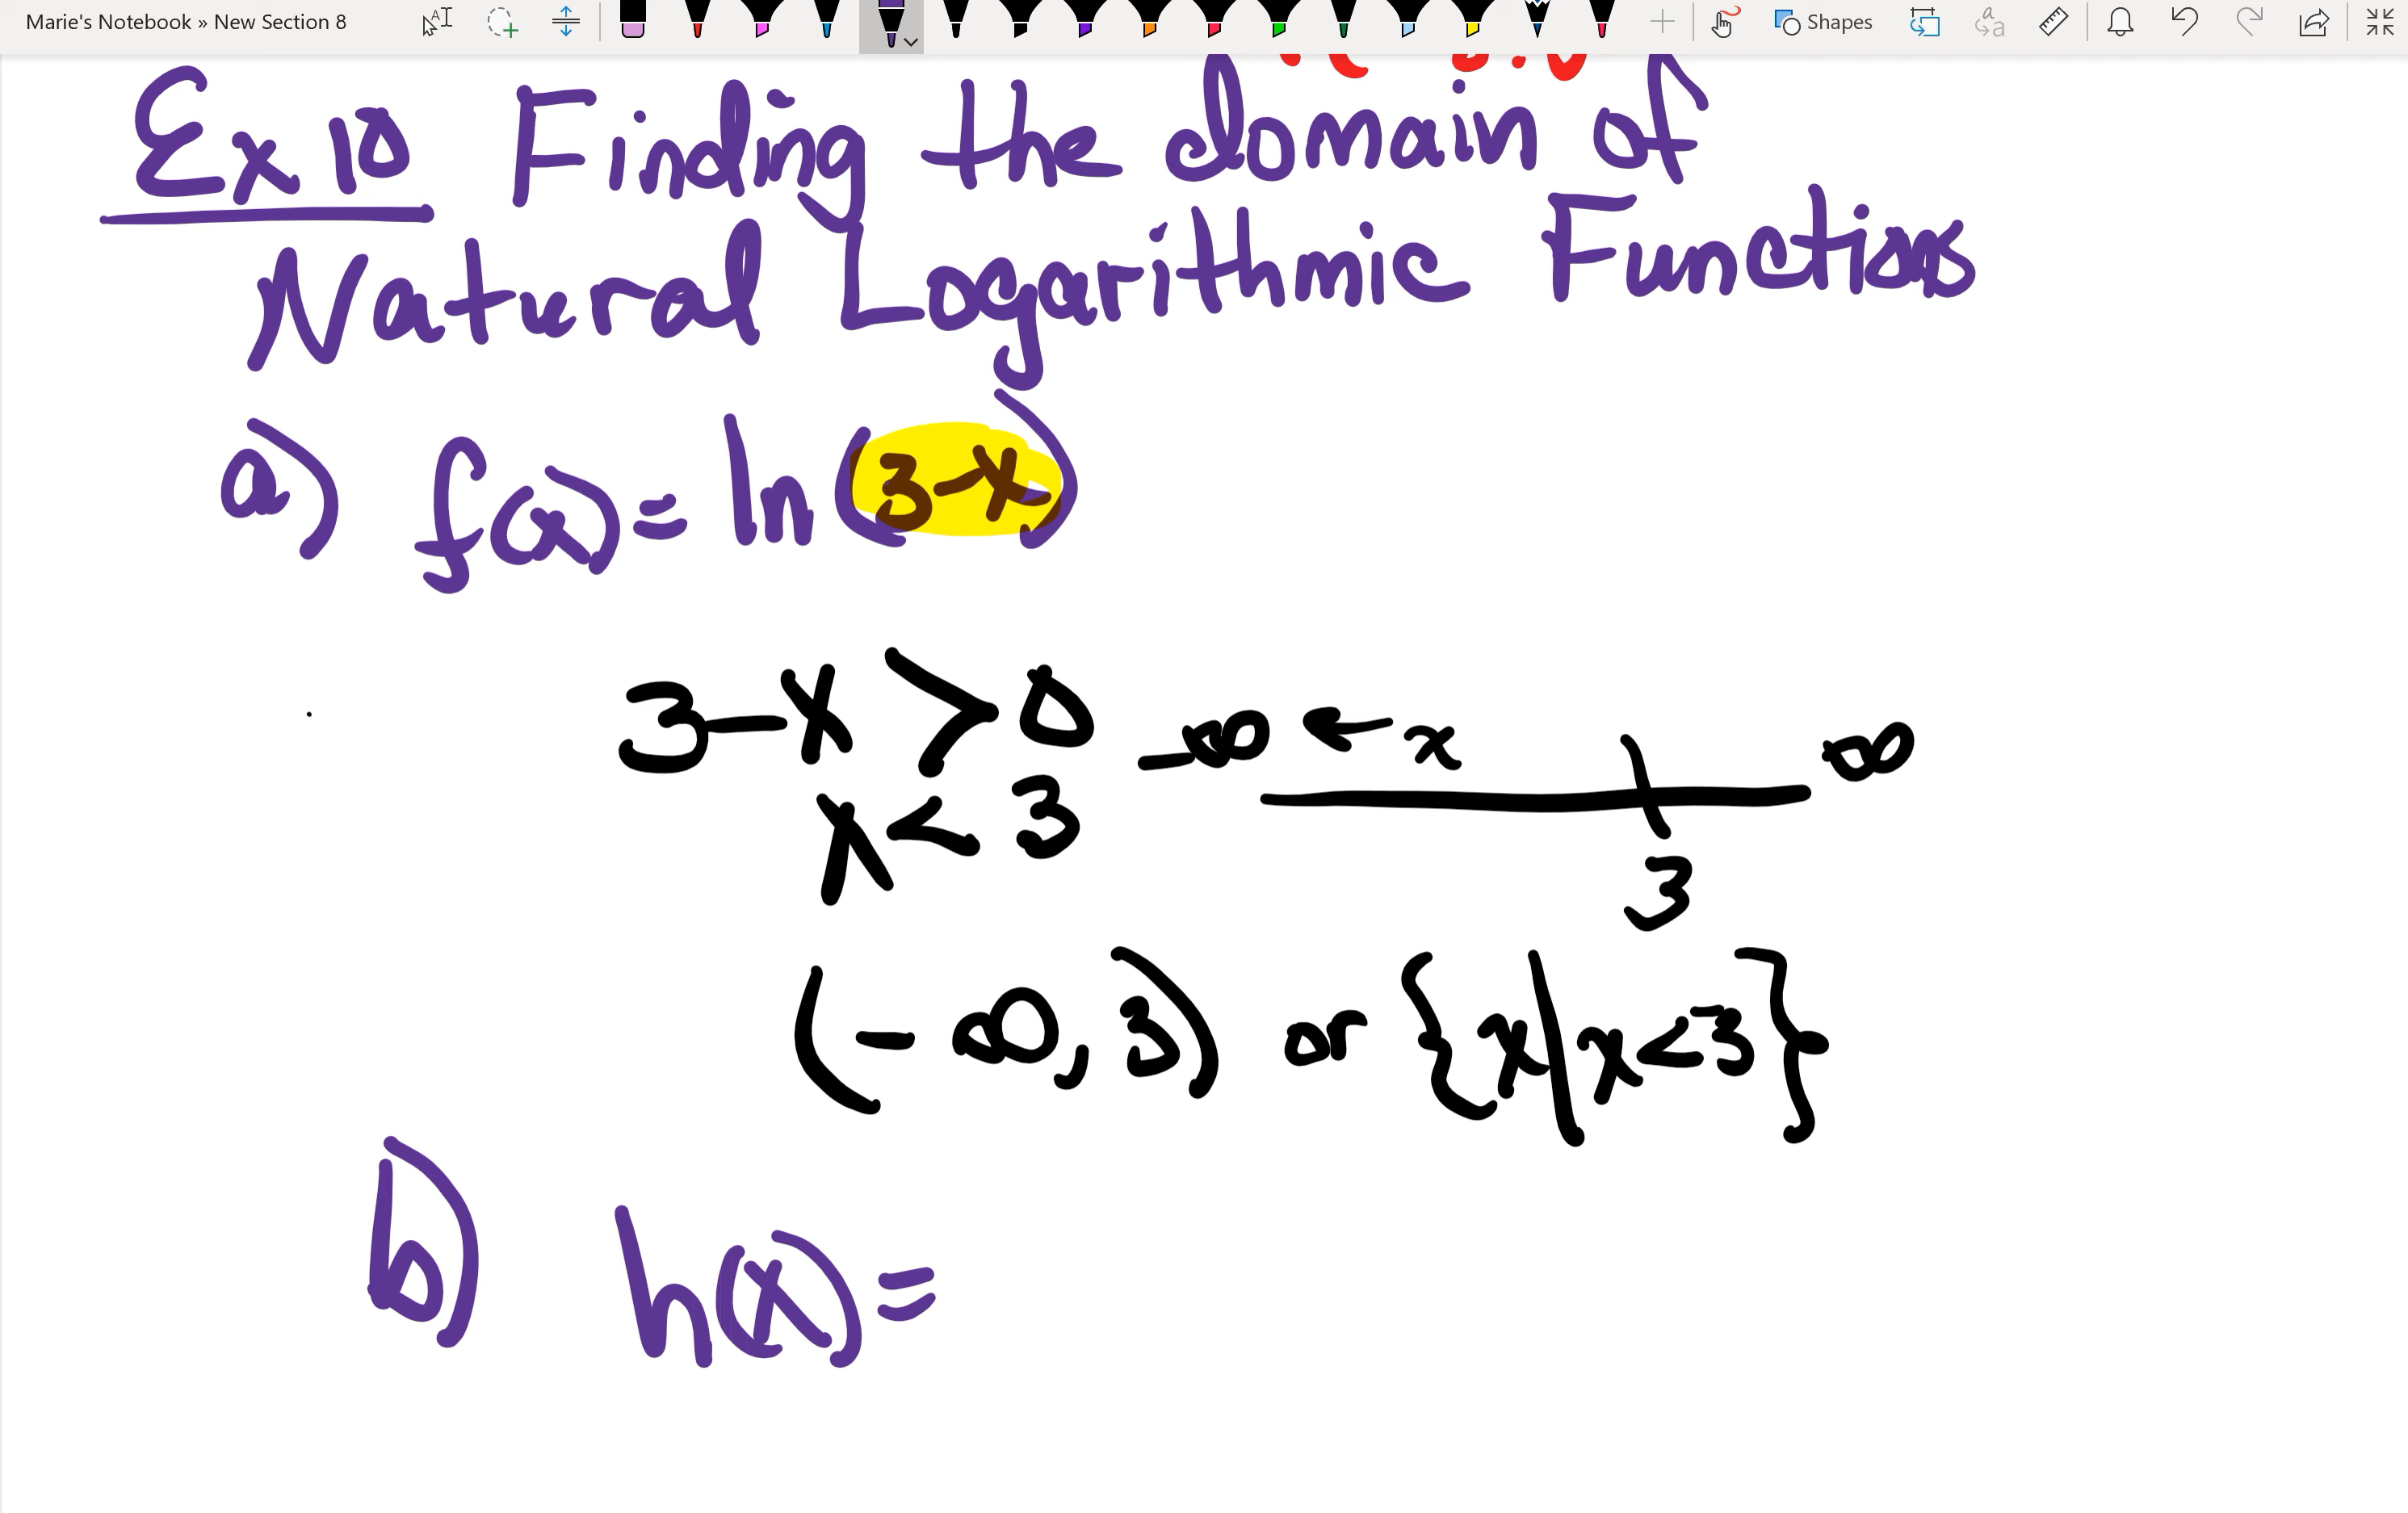 Marie's Notebook » New Section 8
Shapes
Ex 10 Finding the domain of
Natural Logarithmic Functions
a) f(x) = ln(3-x)
3-x > 0
-∞ ← x ∞
x < 3
3
(-∞, 3) or {x|x<3}
b) h(x) =